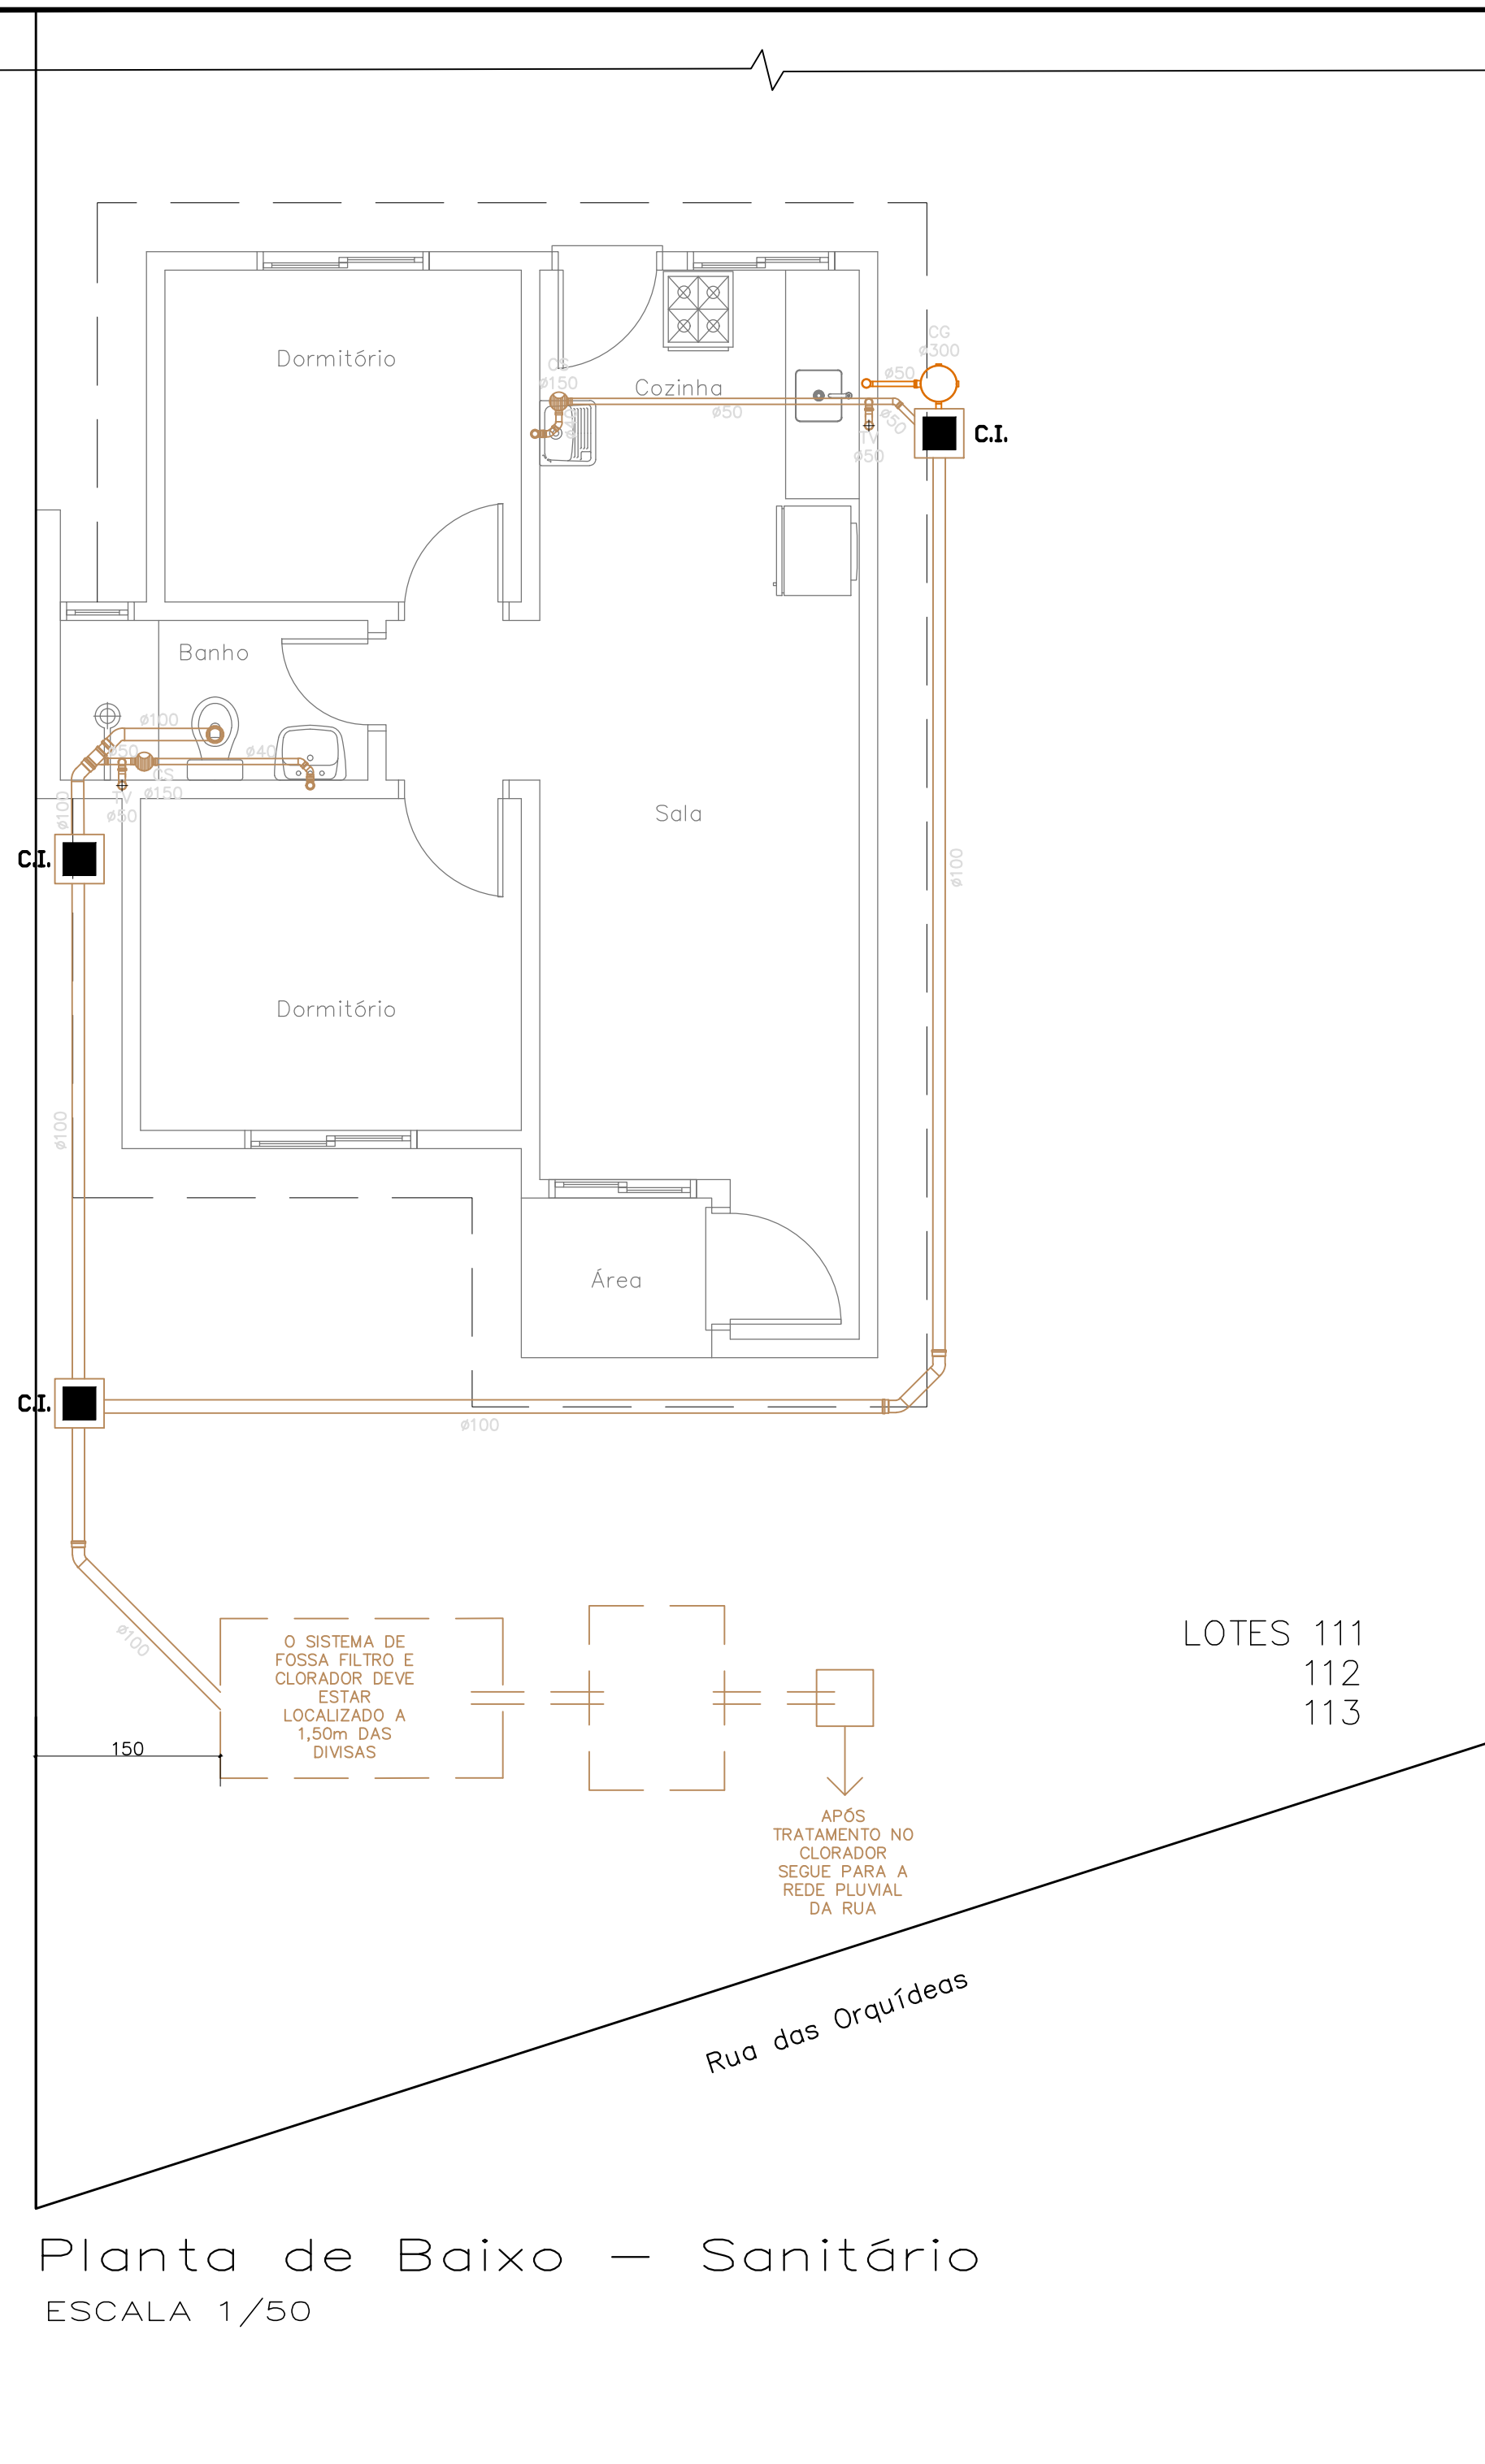 CG
ø300
Dormitório
CS
ø150
Cozinha
ø50
ø50
ø50
C.I.
TV
ø50
ø40
Banho
ø100
ø50
ø40
CS
ø150
TV
ø50
ø100
Sala
C.I.
ø100
Dormitório
ø100
Área
C.I.
ø100
ø100
O SISTEMA DE
FOSSA FILTRO E
CLORADOR DEVE
ESTAR
LOCALIZADO A
1,50m DAS
DIVISAS
150
LOTES 111
112
113
APÓS
TRATAMENTO NO
CLORADOR
SEGUE PARA A
REDE PLUVIAL
DA RUA
Rua das Orquídeas
Planta de Baixo – Sanitário
ESCALA 1/50